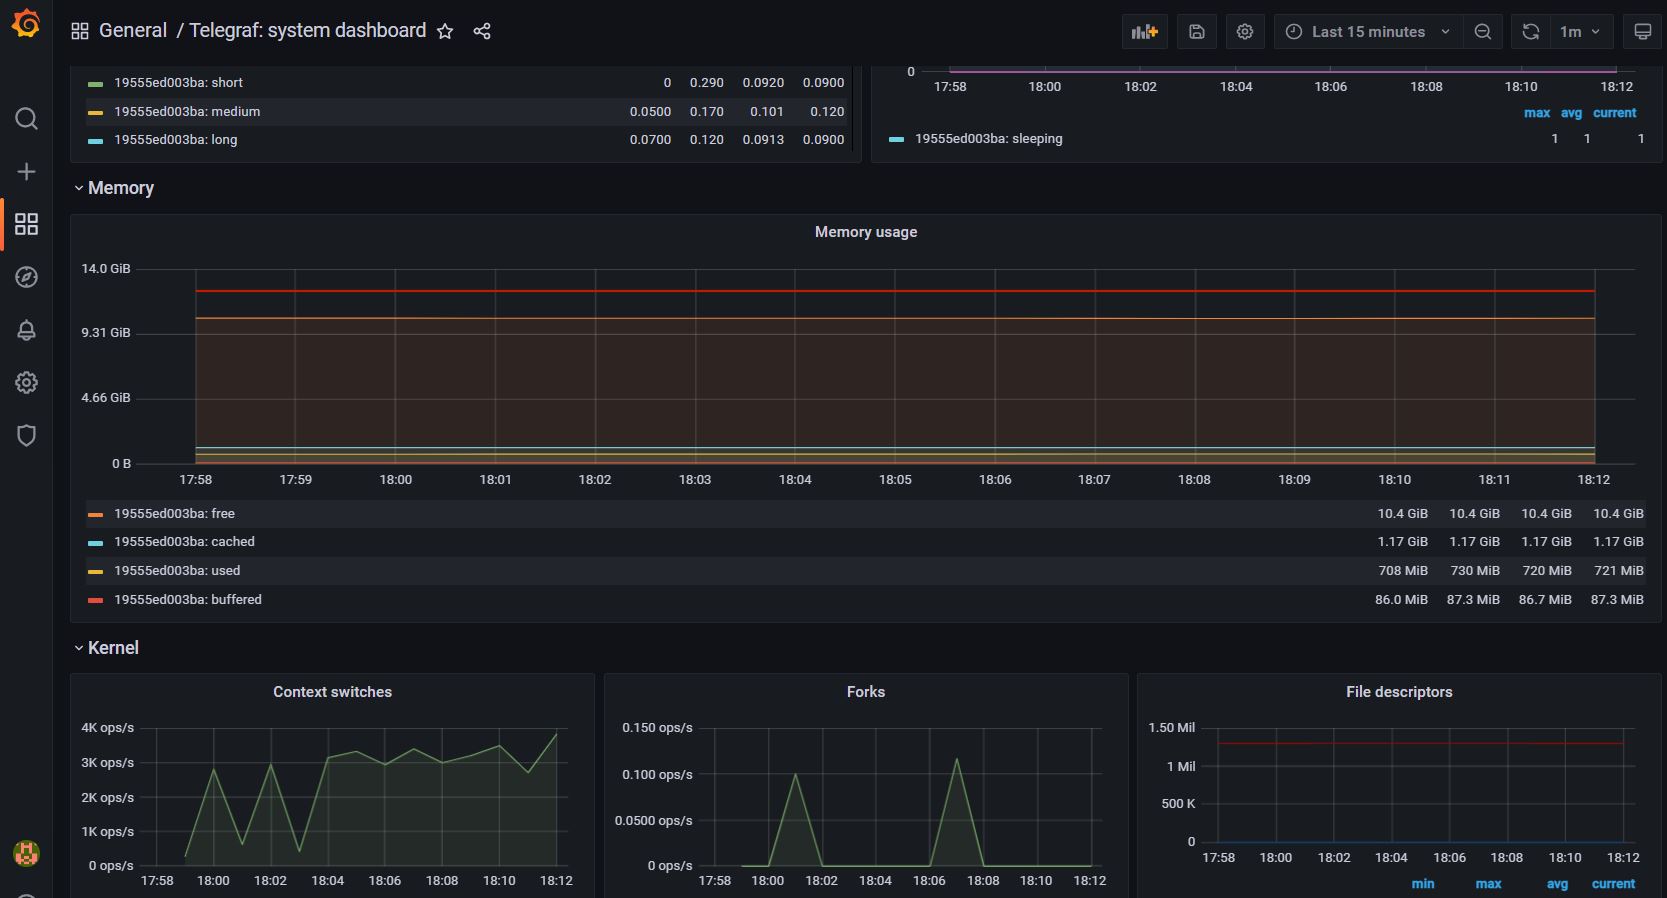 General / Telegraf: system dashboard
Last 15 minutes
1m
19555ed003ba: short 0 0.290 0.0920 0.0900
19555ed003ba: medium 0.0500 0.170 0.101 0.120
19555ed003ba: long 0.0700 0.120 0.0913 0.0900
0
17:58 18:00 18:02 18:04 18:06 18:08 18:10 18:12
max avg current
19555ed003ba: sleeping 1 1 1
Memory
Memory usage
14.0 GiB
9.31 GiB
4.66 GiB
0 B
17:58 17:59 18:00 18:01 18:02 18:03 18:04 18:05 18:06 18:07 18:08 18:09 18:10 18:11 18:12
19555ed003ba: free 10.4 GiB 10.4 GiB 10.4 GiB 10.4 GiB
19555ed003ba: cached 1.17 GiB 1.17 GiB 1.17 GiB 1.17 GiB
19555ed003ba: used 708 MiB 730 MiB 720 MiB 721 MiB
19555ed003ba: buffered 86.0 MiB 87.3 MiB 86.7 MiB 87.3 MiB
Kernel
Context switches
4K ops/s
3K ops/s
2K ops/s
1K ops/s
0 ops/s
17:58 18:00 18:02 18:04 18:06 18:08 18:10 18:12
Forks
0.150 ops/s
0.100 ops/s
0.0500 ops/s
0 ops/s
17:58 18:00 18:02 18:04 18:06 18:08 18:10 18:12
File descriptors
1.50 Mil
1 Mil
500 K
0
17:58 18:00 18:02 18:04 18:06 18:08 18:10 18:12
min max avg current